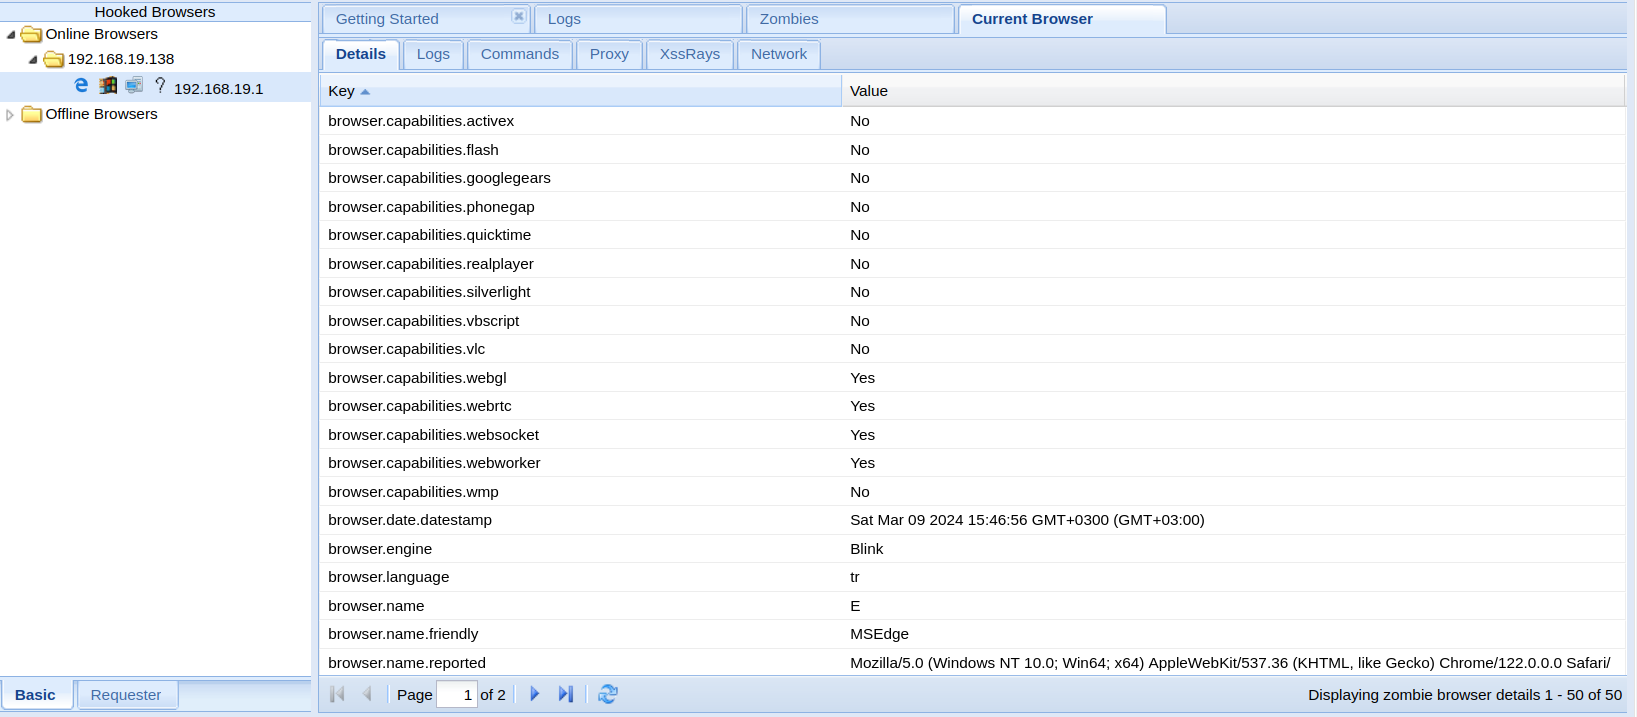 Hooked Browsers
Online Browsers
192.168.19.138
192.168.19.1
Offline Browsers
Basic Requester
Getting Started Logs Zombies Current Browser
Details Logs Commands Proxy XssRays Network
Key Value
browser.capabilities.activex No
browser.capabilities.flash No
browser.capabilities.googlegears No
browser.capabilities.phonegap No
browser.capabilities.quicktime No
browser.capabilities.realplayer No
browser.capabilities.silverlight No
browser.capabilities.vbscript No
browser.capabilities.vlc No
browser.capabilities.webgl Yes
browser.capabilities.webrtc Yes
browser.capabilities.websocket Yes
browser.capabilities.webworker Yes
browser.capabilities.wmp No
browser.date.datestamp Sat Mar 09 2024 15:46:56 GMT+0300 (GMT+03:00)
browser.engine Blink
browser.language tr
browser.name E
browser.name.friendly MSEdge
browser.name.reported Mozilla/5.0 (Windows NT 10.0; Win64; x64) AppleWebKit/537.36 (KHTML, like Gecko) Chrome/122.0.0.0 Safari/
Page 1 of 2 Displaying zombie browser details 1 - 50 of 50